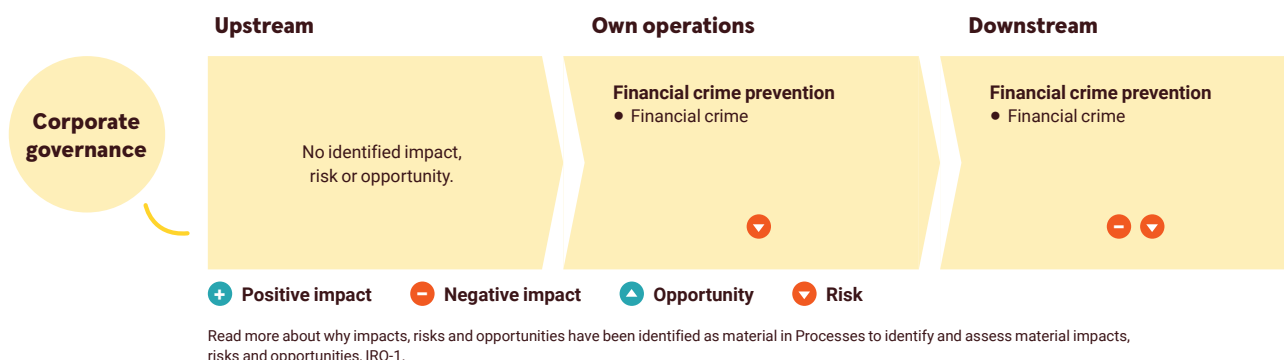 Upstream
Own operations
Downstream
Corporate
governance
No identified impact,
risk or opportunity.
Financial crime prevention
• Financial crime
Financial crime prevention
• Financial crime
Positive impact
Negative impact
Opportunity
Risk
Read more about why impacts, risks and opportunities have been identified as material in Processes to identify and assess material impacts,
risks and opportunities, IRO-1.